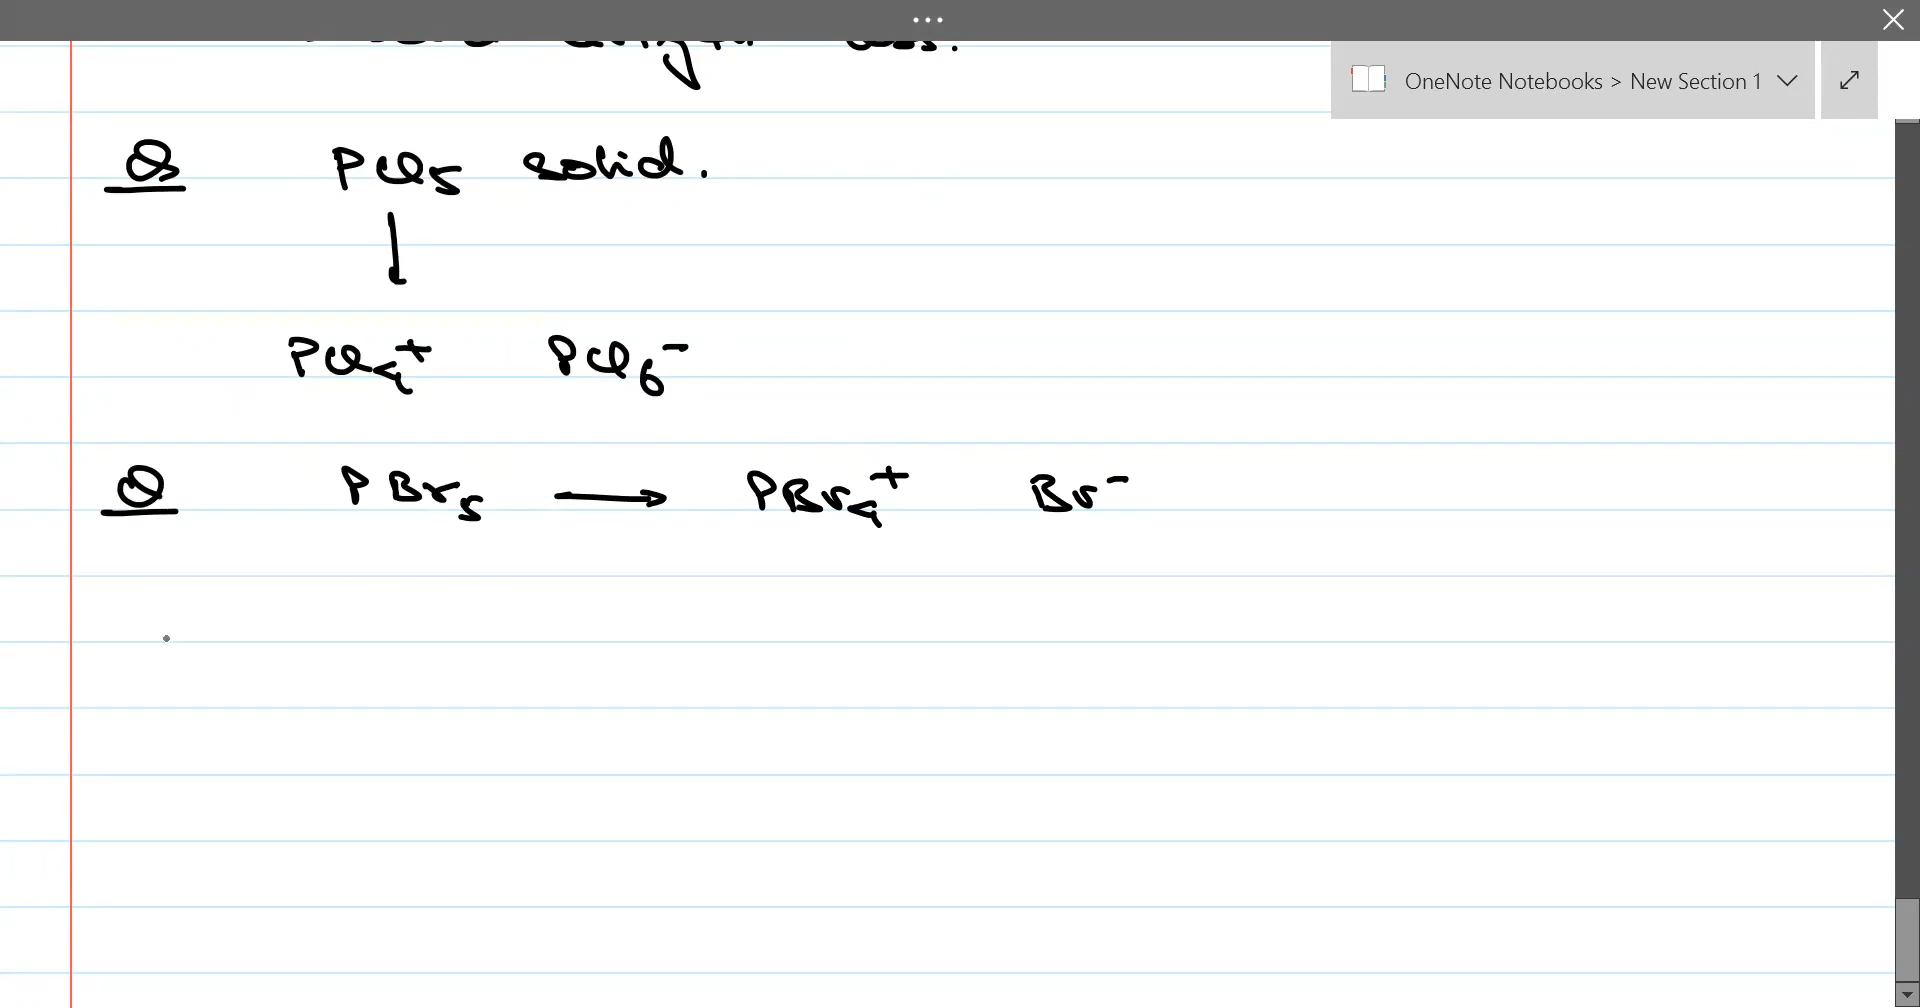 ...
OneNote Notebooks > New Section 1
Q PCl₅ solid.
PCl₄⁺ PCl₆⁻
Q PBr₅ → PBr₄⁺ Br⁻